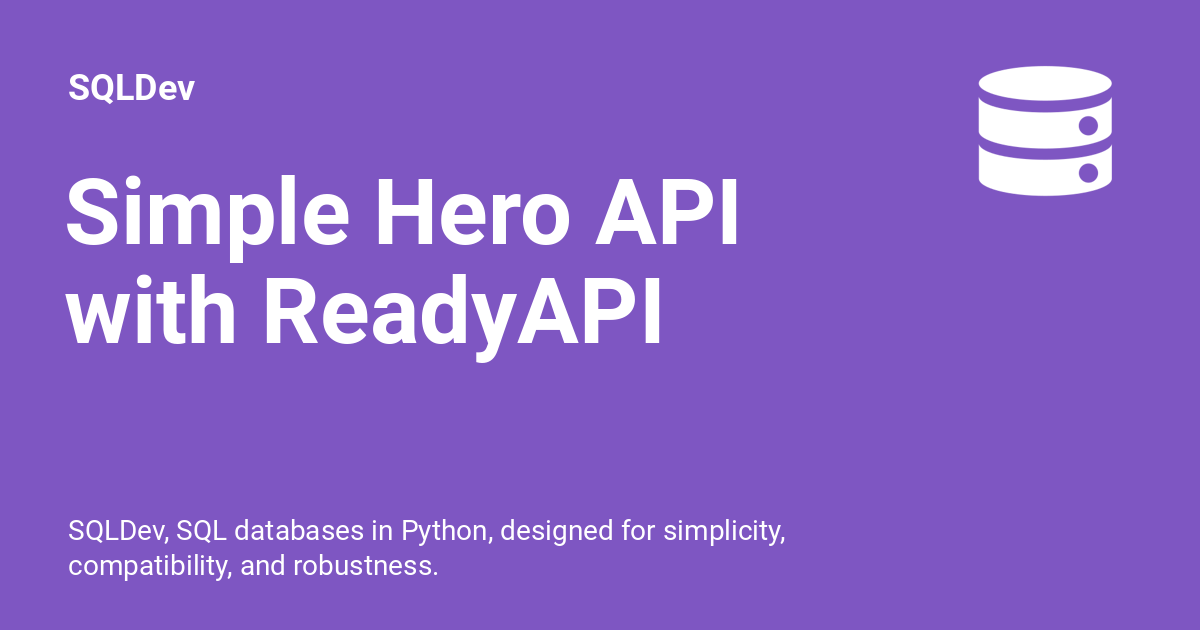 SQLDev
Simple Hero API
with ReadyAPI
SQLDev, SQL databases in Python, designed for simplicity,
compatibility, and robustness.